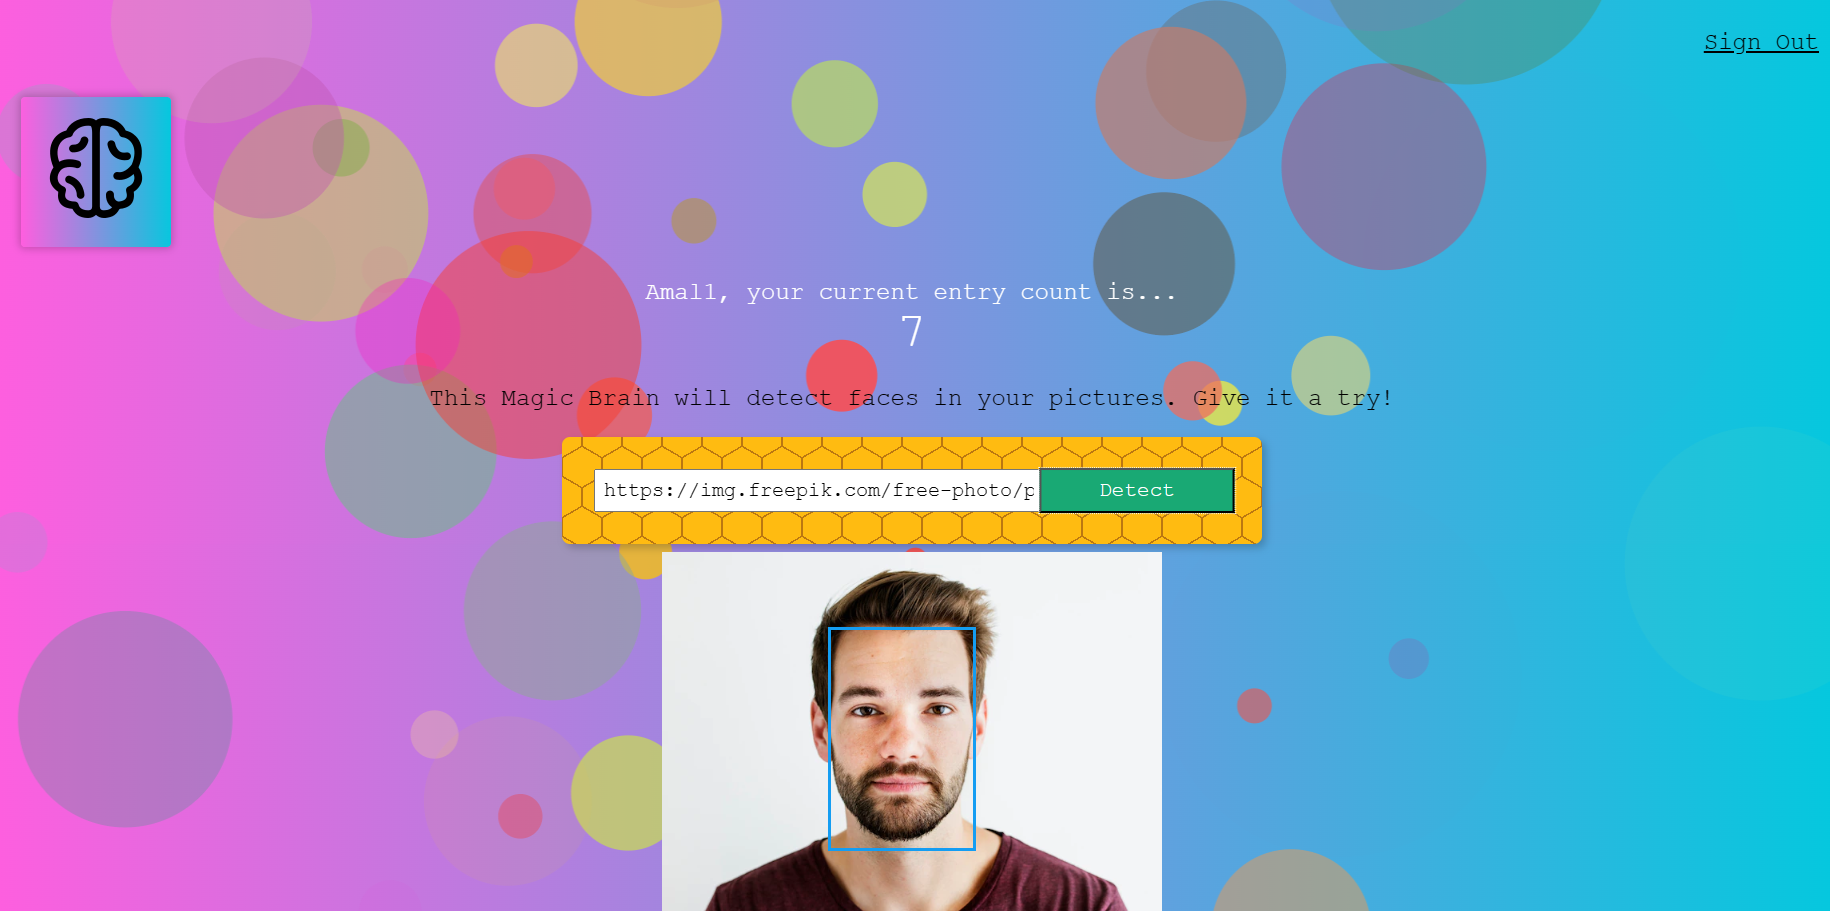 Sign Out
Amal1, your current entry count is...
7
This Magic Brain will detect faces in your pictures. Give it a try!
https://img.freepik.com/free-photo/p
Detect